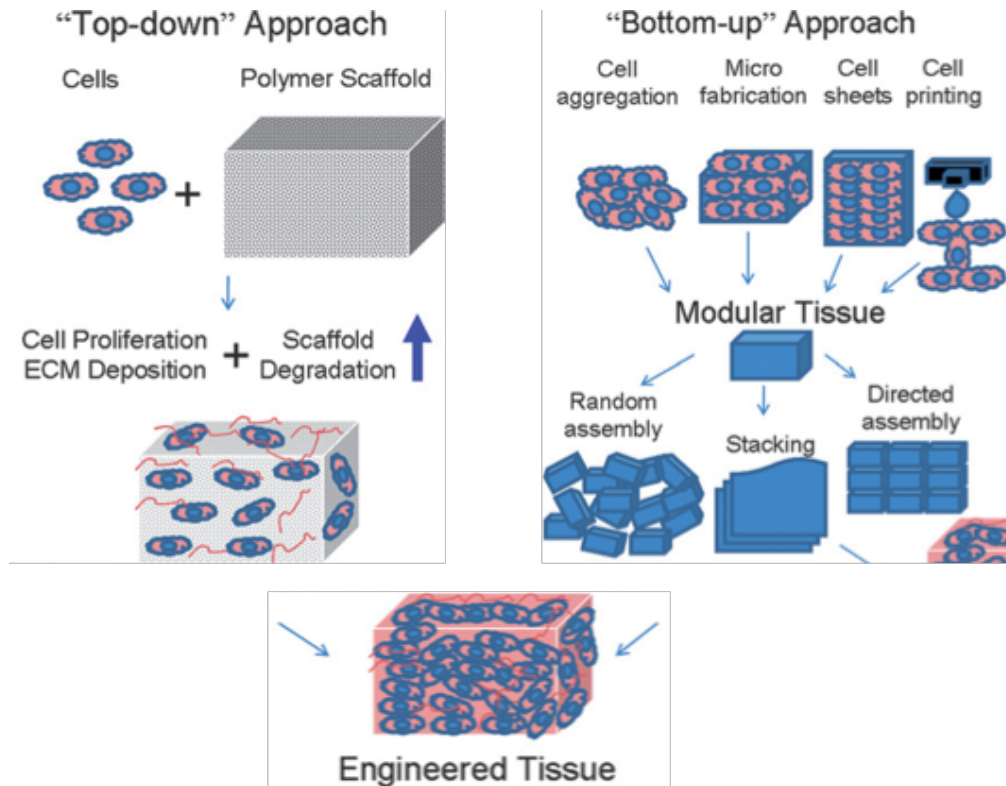 “Top-down” Approach
Cells
Polymer Scaffold
+
Cell Proliferation
ECM Deposition
+
Scaffold
Degradation
“Bottom-up” Approach
Cell
aggregation
Micro
fabrication
Cell
sheets
Cell
printing
Modular Tissue
Random
assembly
Stacking
Directed
assembly
Engineered Tissue